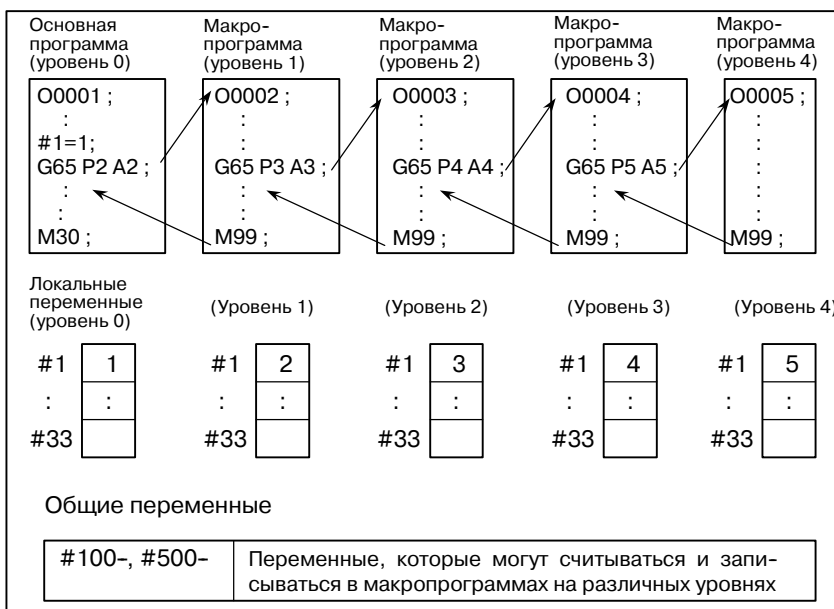 Основная программа (уровень 0)
Макро-программа (уровень 1)
Макро-программа (уровень 2)
Макро-программа (уровень 3)
Макро-программа (уровень 4)
O0001 ;
:
:
#1=1;
G65 P2 A2 ;
:
:
M30 ;
O0002 ;
:
:
:
G65 P3 A3 ;
:
:
:
M99 ;
O0003 ;
:
:
:
G65 P4 A4 ;
:
:
:
M99 ;
O0004 ;
:
:
:
G65 P5 A5 ;
:
:
:
M99 ;
O0005 ;
:
:
:
:
:
:
M99 ;
Локальные переменные (уровень 0)
(Уровень 1)
(Уровень 2)
(Уровень 3)
(Уровень 4)
#1 1 #1 2 #1 3 #1 4 #1 5
: : : : : : : : : :
#33 #33 #33 #33 #33
Общие переменные
#100-, #500-
Переменные, которые могут считываться и запи-
сываться в макропрограммах на различных уровнях